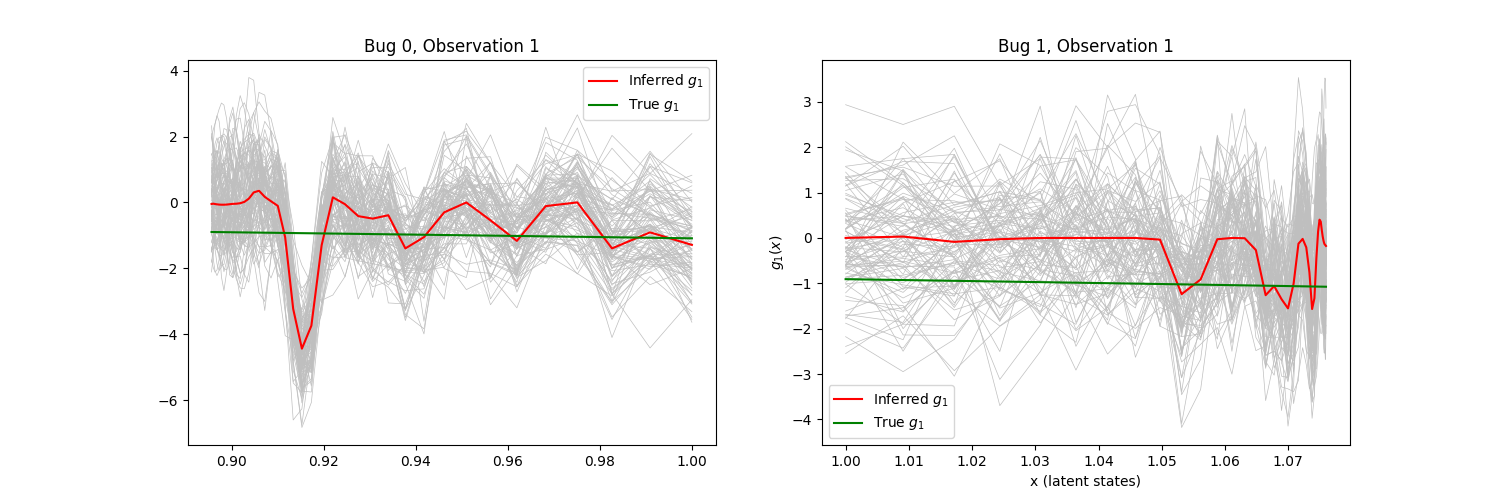 Bug 0, Observation 1
4
2
0
−2
−4
−6
Inferred g₁
True g₁
0.90 0.92 0.94 0.96 0.98 1.00
Bug 1, Observation 1
g₁(x)
3
2
1
0
−1
−2
−3
−4
Inferred g₁
True g₁
1.00 1.01 1.02 1.03 1.04 1.05 1.06 1.07
x (latent states)